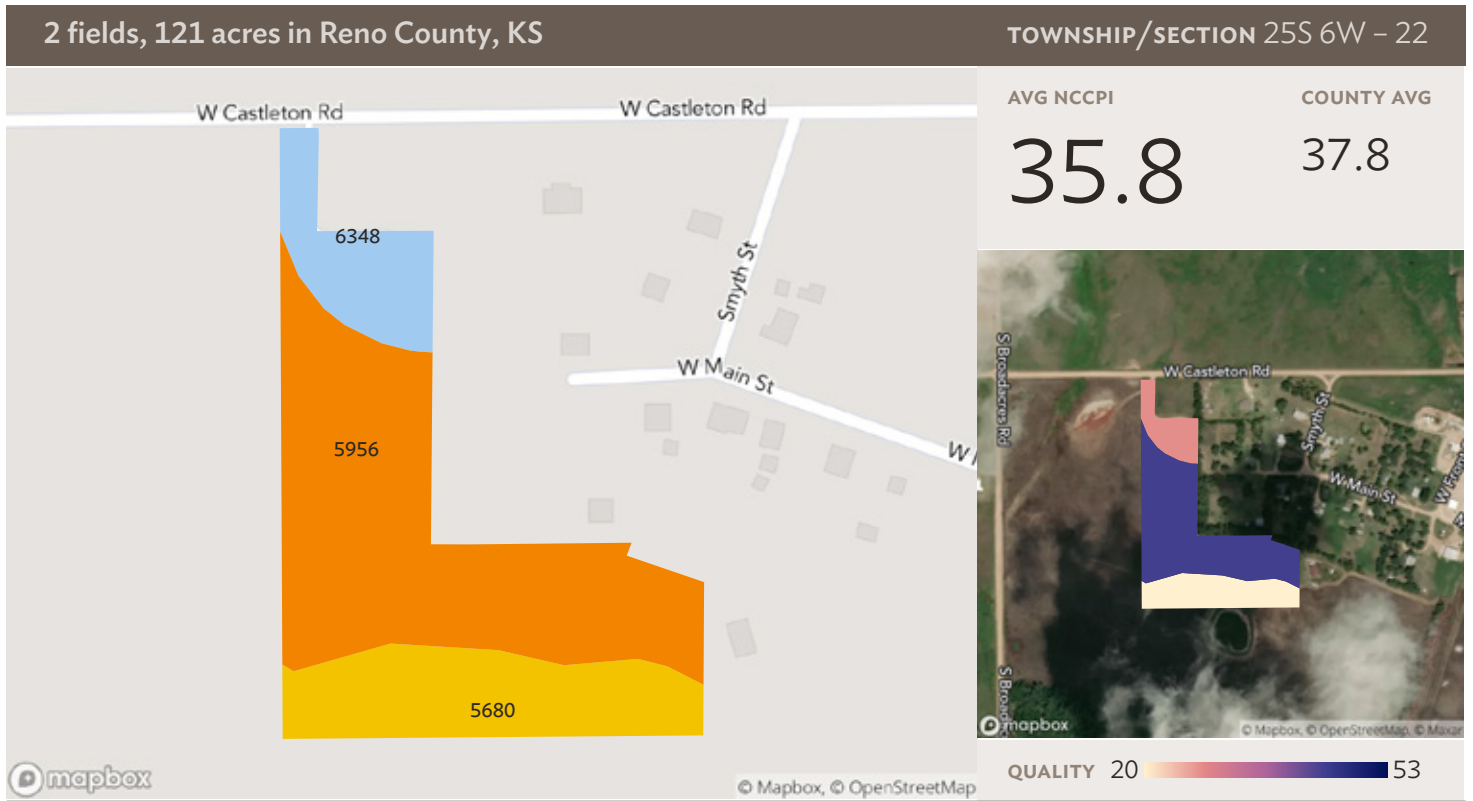 2 fields, 121 acres in Reno County, KS
TOWNSHIP/SECTION 25S 6W – 22
W Castleton Rd
W Castleton Rd
6348
Smyth St
W Main St
5956
5680
mapbox
© Mapbox, © OpenStreetMap
AVG NCCPI
COUNTY AVG
35.8
37.8
S Broadacres Rd
W Castleton Rd
Smyth St
W Main St
mapbox
© Mapbox, © OpenStreetMap, © Maxar
QUALITY 20
53